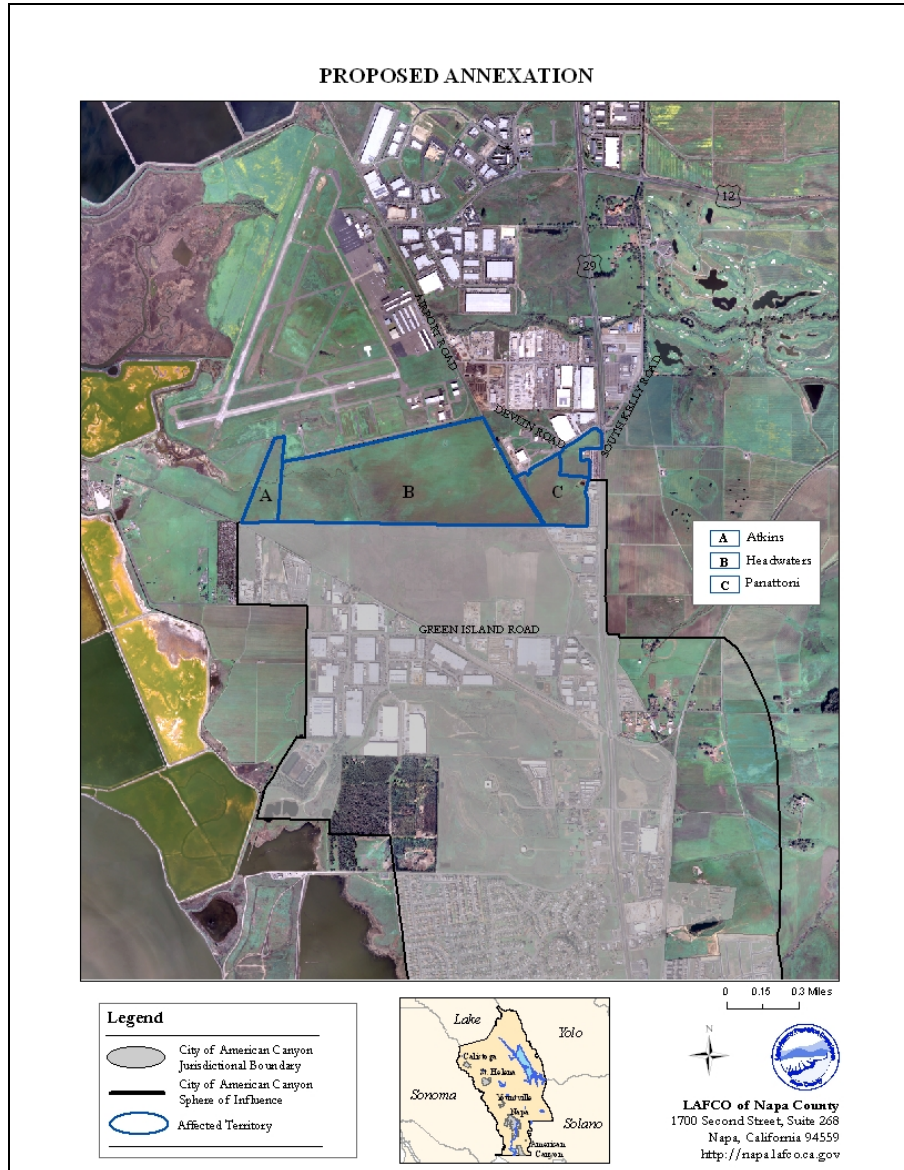 PROPOSED ANNEXATION
12
29
AIRPORT ROAD
DEVLIN ROAD
SOUTH KELLY ROAD
A
B
C
A Atkins
B Headwaters
C Panattoni
GREEN ISLAND ROAD
0 0.15 0.3 Miles
Legend
City of American Canyon
Jurisdictional Boundary
City of American Canyon
Sphere of Influence
Affected Territory
Lake
Yolo
Calistoga
St. Helena
Yountville
Napa
Sonoma
Solano
American
Canyon
N
LAFCO of Napa County
1700 Second Street, Suite 268
Napa, California 94559
http://napa.lafco.ca.gov